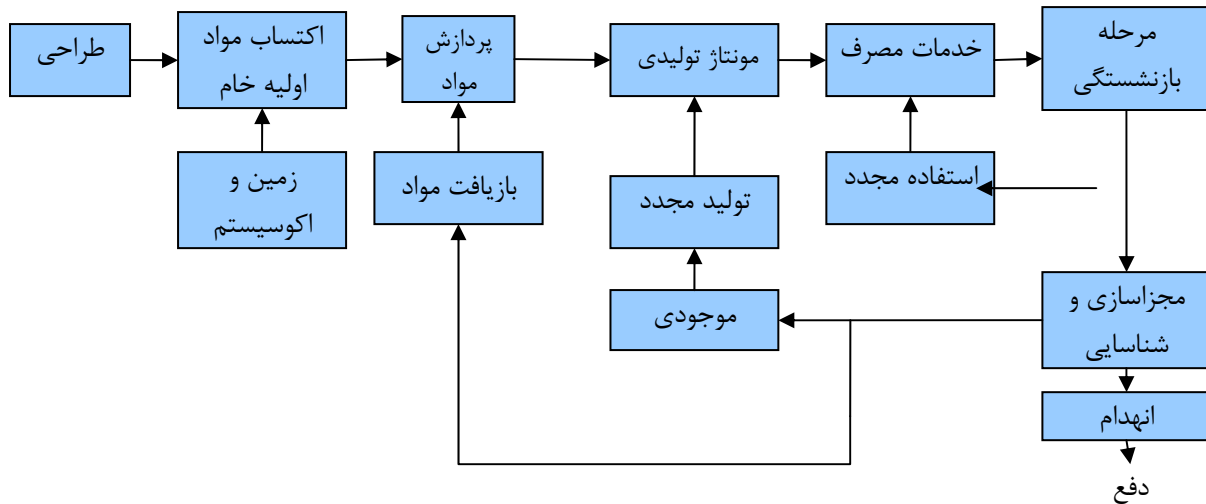 طراحی
اکتساب مواد
اولیه خام
پردازش
مواد
مونتاژ تولیدی
خدمات مصرف
مرحله
بازنشستگی
زمین و
اکوسیستم
بازیافت مواد
تولید مجدد
استفاده مجدد
موجودی
مجزاسازی و
شناسایی
انهدام
دفع